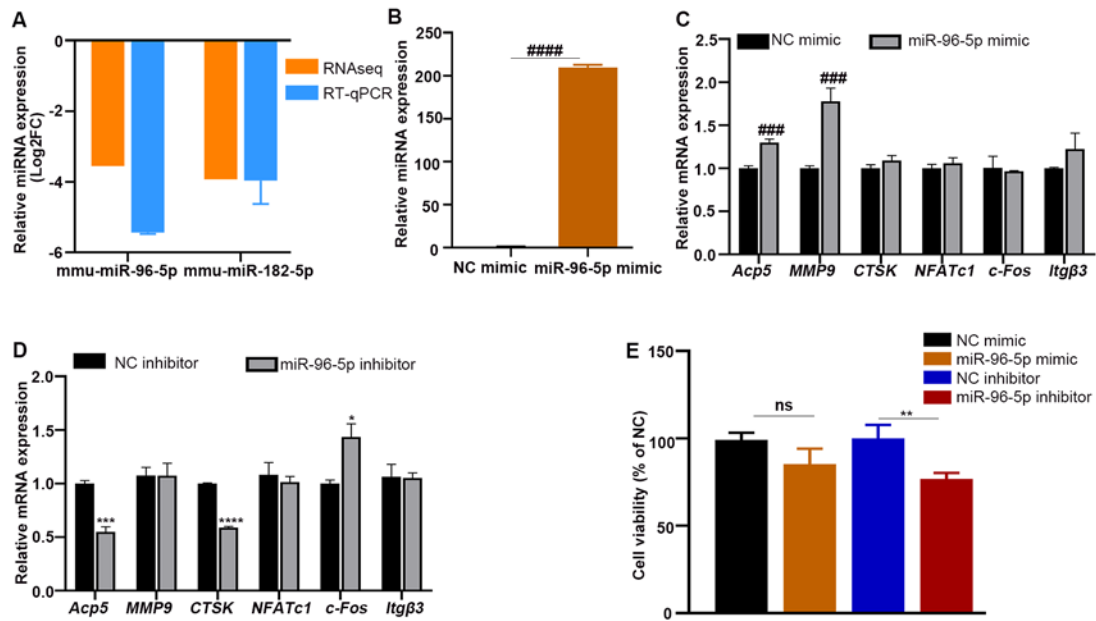 A
Relative miRNA expression
(Log2FC)
0
-2
-4
-6
RNAseq
RT-qPCR
mmu-miR-96-5p mmu-miR-182-5p
B
Relative miRNA expression
250
200
150
100
50
0
####
NC mimic miR-96-5p mimic
C
NC mimic miR-96-5p mimic
Relative mRNA expression
2.5
2.0
1.5
1.0
0.5
0.0
### ###
Acp5 MMP9 CTSK NFATc1 c-Fos Itgβ3
D
NC inhibitor miR-96-5p inhibitor
Relative mRNA expression
2.0
1.5
1.0
0.5
0.0
*** **** *
Acp5 MMP9 CTSK NFATc1 c-Fos Itgβ3
E
NC mimic
miR-96-5p mimic
NC inhibitor
miR-96-5p inhibitor
Cell viability (% of NC)
150
100
50
0
ns **